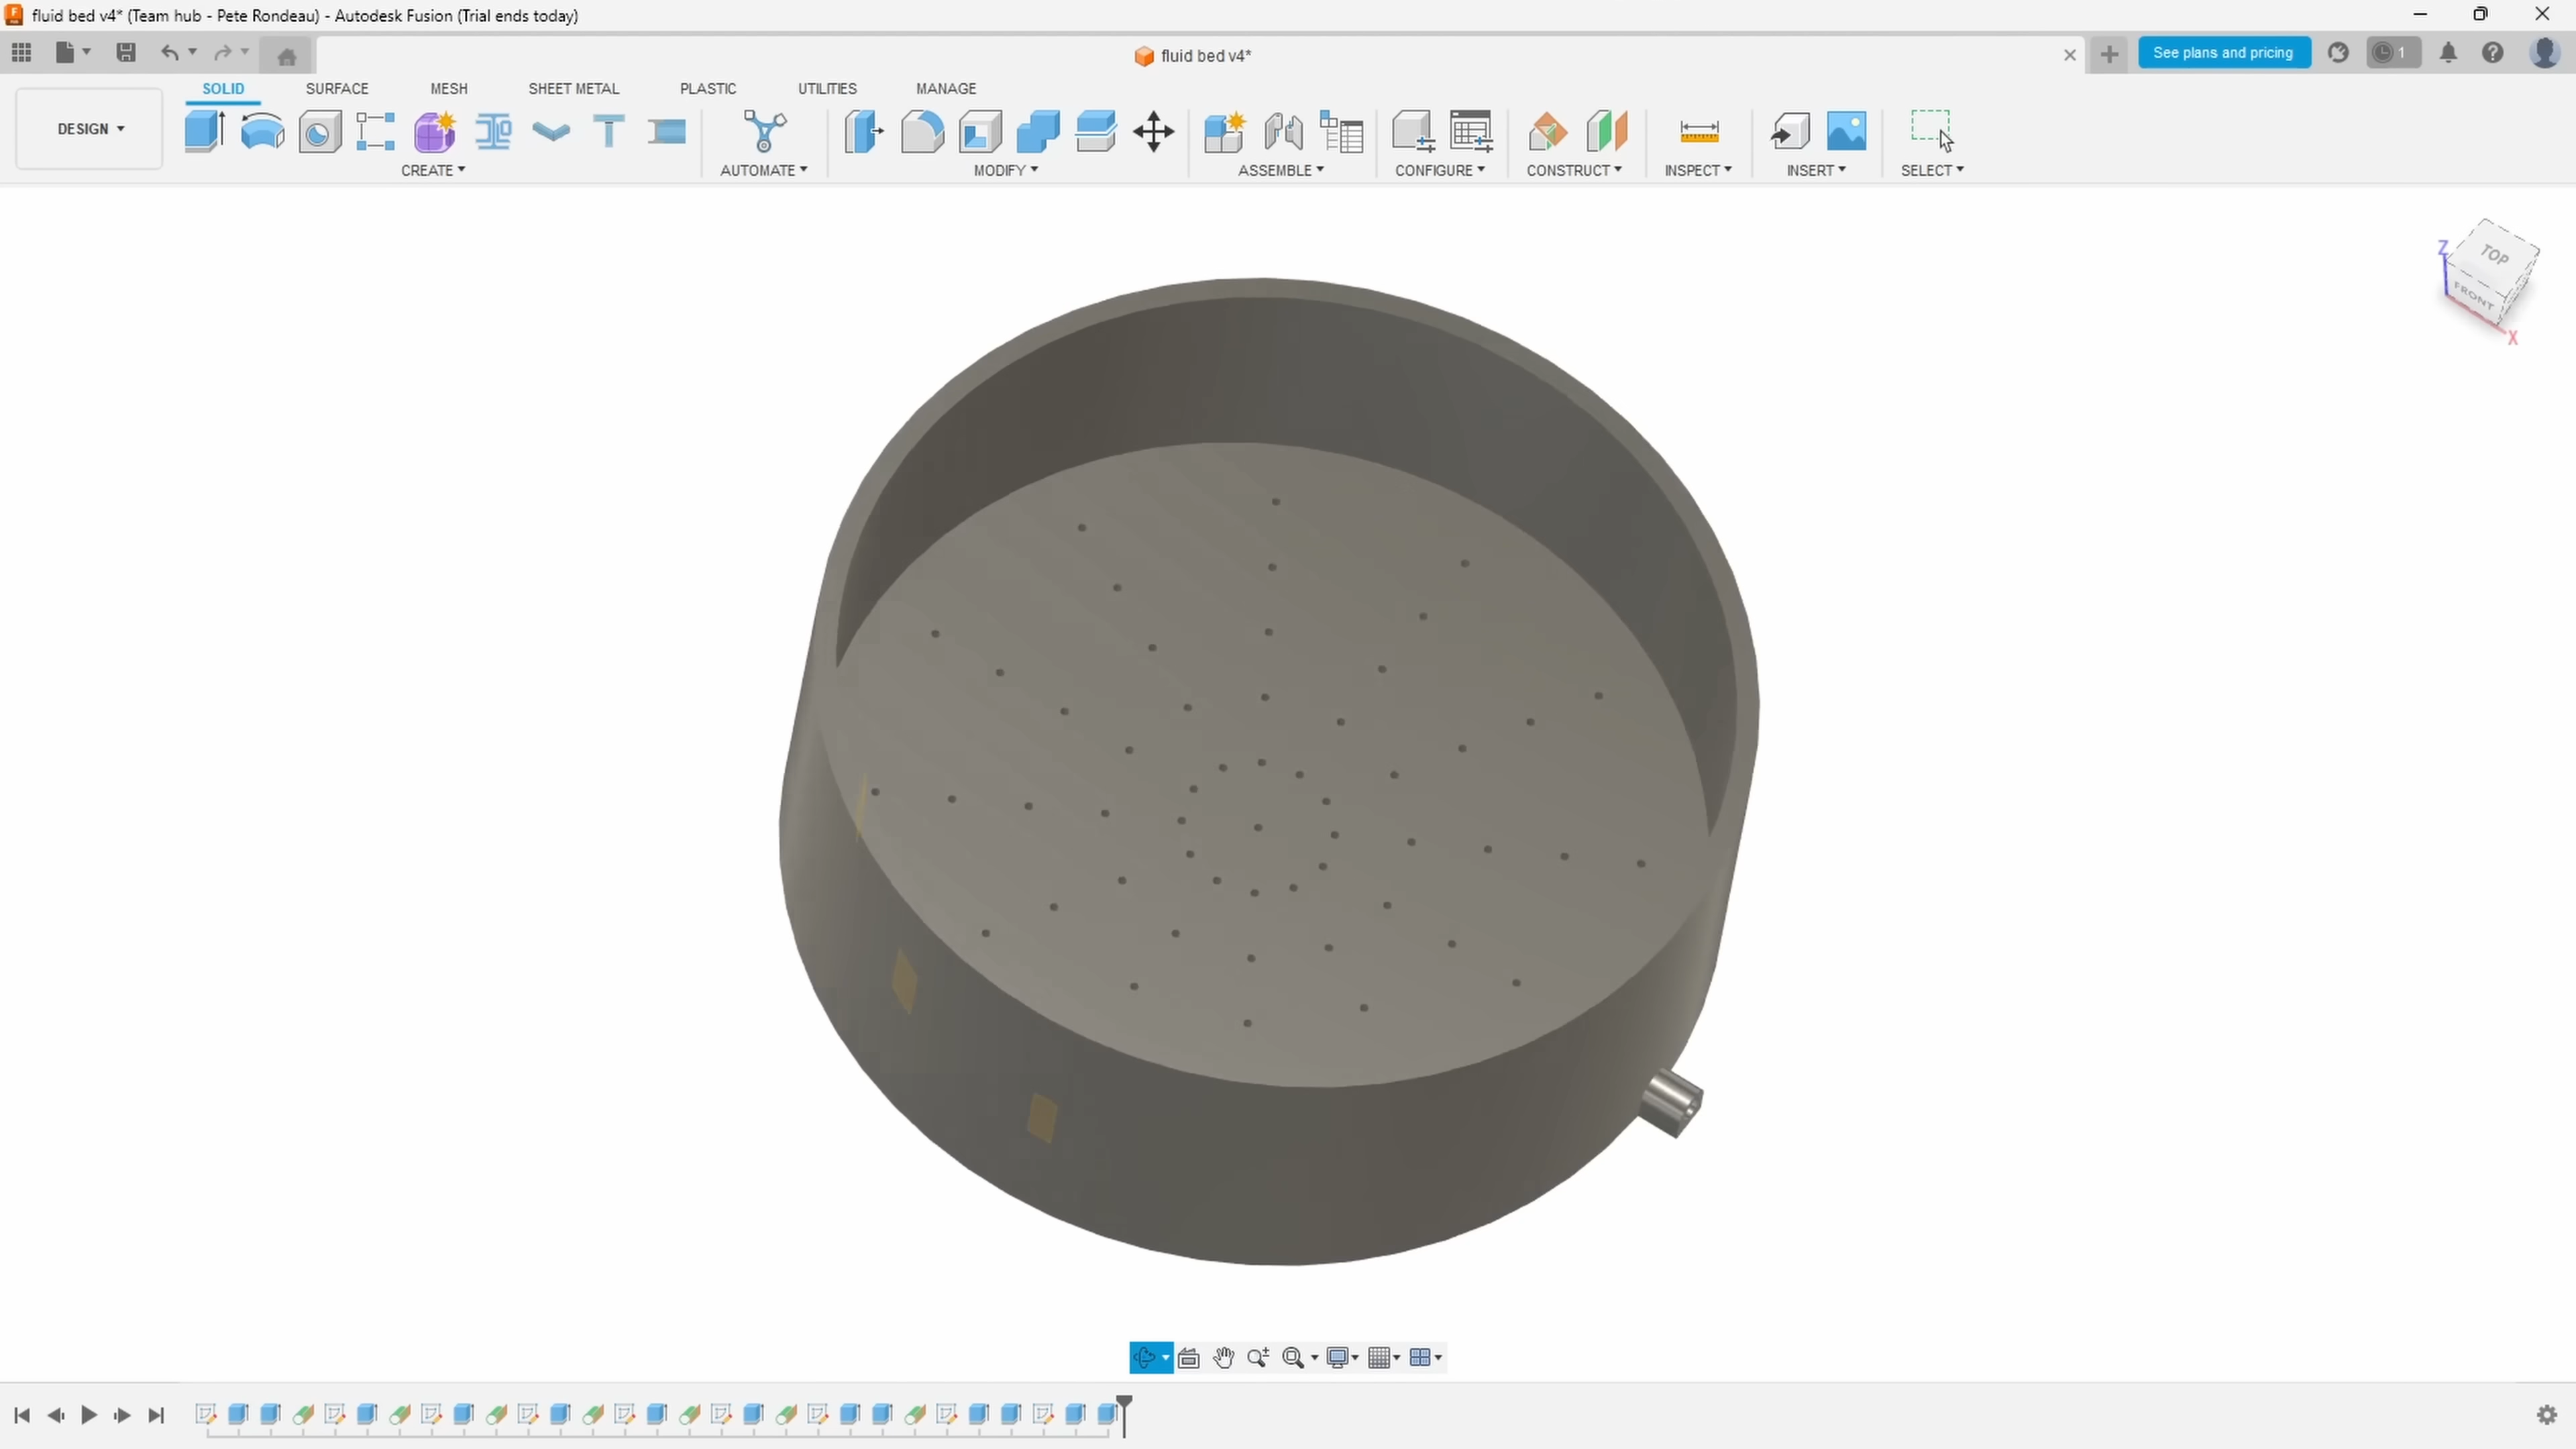 fluid bed v4* (Team hub - Pete Rondeau) - Autodesk Fusion (Trial ends today)
fluid bed v4*
See plans and pricing
1
SOLID SURFACE MESH SHEET METAL PLASTIC UTILITIES MANAGE
DESIGN
CREATE AUTOMATE MODIFY ASSEMBLE CONFIGURE CONSTRUCT INSPECT INSERT SELECT
Z
TOP
FRONT
X